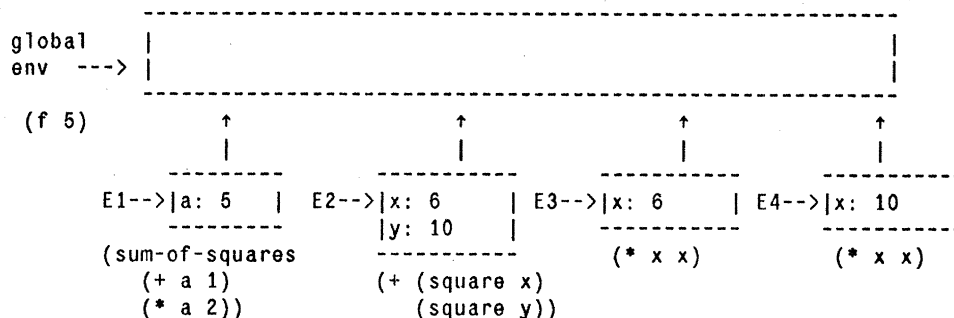 ---------------------------------------------------------
global |                                                         |
env ---> |                                                         |
---------------------------------------------------------
(f 5) ↑ ↑ ↑ ↑
| | | |
--------- ----------- ----------- -----------
E1-->|a: 5 | E2-->|x: 6 | E3-->|x: 6 | E4-->|x: 10
--------- |y: 10 | ----------- -----------
(sum-of-squares ----------- (* x x) (* x x)
(+ a 1) (+ (square x)
(* a 2)) (square y))